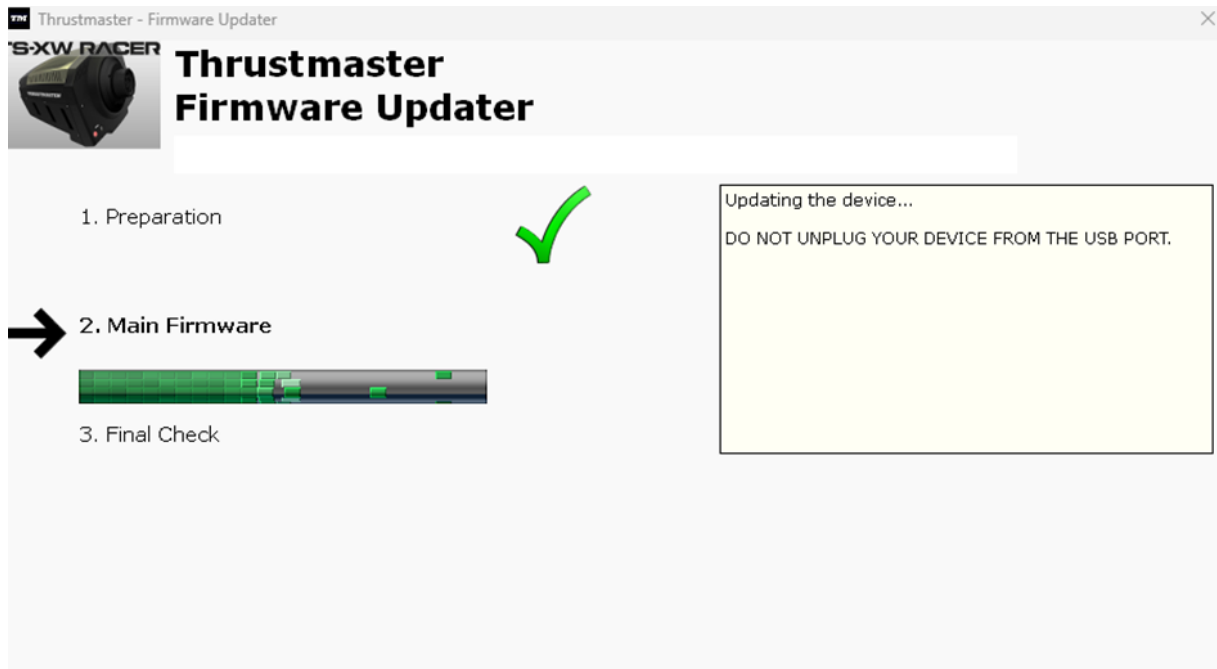 Thrustmaster - Firmware Updater
TS-XW RACER
Thrustmaster
Firmware Updater
1. Preparation
Updating the device...
DO NOT UNPLUG YOUR DEVICE FROM THE USB PORT.
2. Main Firmware
3. Final Check